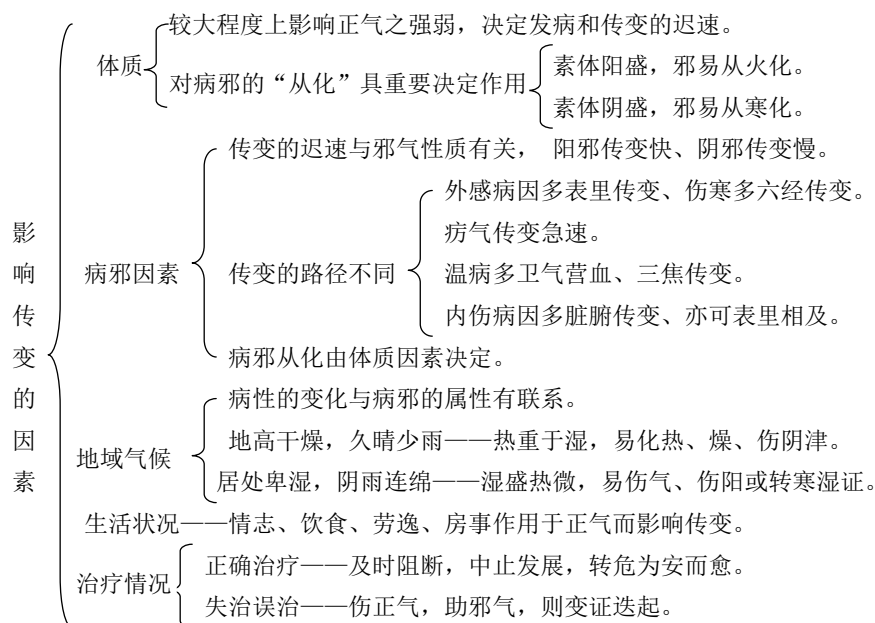 影响传变的因素
体质
较大程度上影响正气之强弱，决定发病和传变的迟速。
对病邪的“从化”具重要决定作用
素体阳盛，邪易从火化。
素体阴盛，邪易从寒化。
病邪因素
传变的迟速与邪气性质有关， 阳邪传变快、阴邪传变慢。
传变的路径不同
外感病因多表里传变、伤寒多六经传变。
疠气传变急速。
温病多卫气营血、三焦传变。
内伤病因多脏腑传变、亦可表里相及。
病邪从化由体质因素决定。
地域气候
病性的变化与病邪的属性有联系。
地高干燥，久晴少雨——热重于湿，易化热、燥、伤阴津。
居处卑湿，阴雨连绵——湿盛热微，易伤气、伤阳或转寒湿证。
生活状况——情志、饮食、劳逸、房事作用于正气而影响传变。
治疗情况
正确治疗——及时阻断，中止发展，转危为安而愈。
失治误治——伤正气，助邪气，则变证迭起。